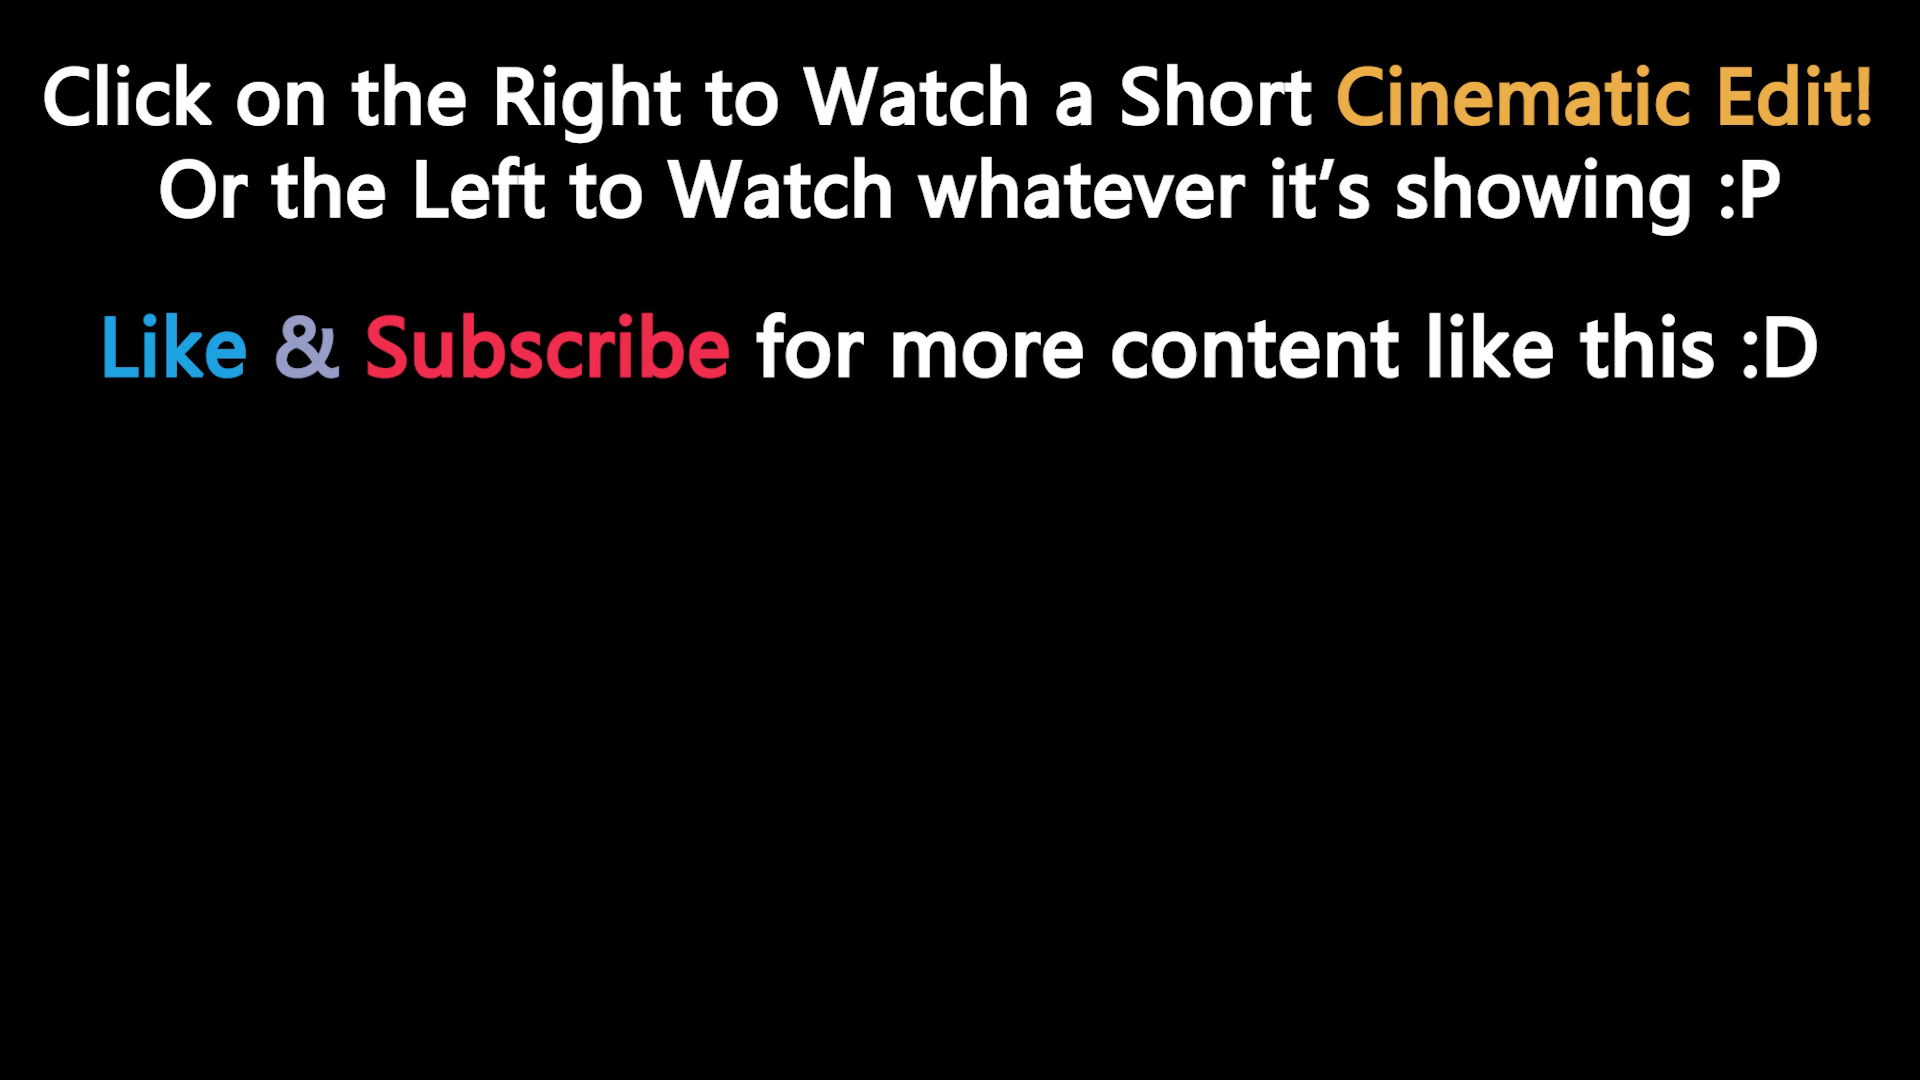 Click on the Right to Watch a Short Cinematic Edit!
Or the Left to Watch whatever it’s showing :P
Like & Subscribe for more content like this :D